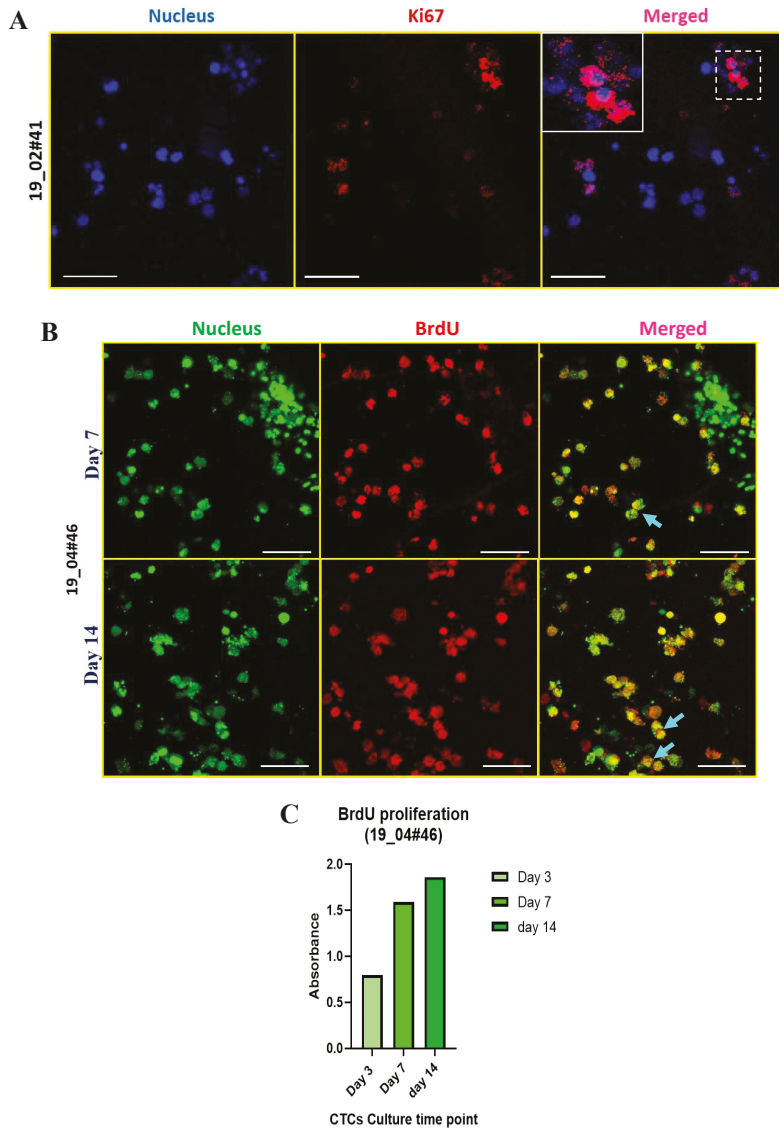 A
Nucleus Ki67 Merged
19_02#41
B
Nucleus BrdU Merged
Day 7
19_04#46
Day 14
C
BrdU proliferation
(19_04#46)
2.0
1.5
1.0
0.5
0.0
Absorbance
Day 3
Day 7
day 14
Day 3 Day 7 day 14
CTCs Culture time point